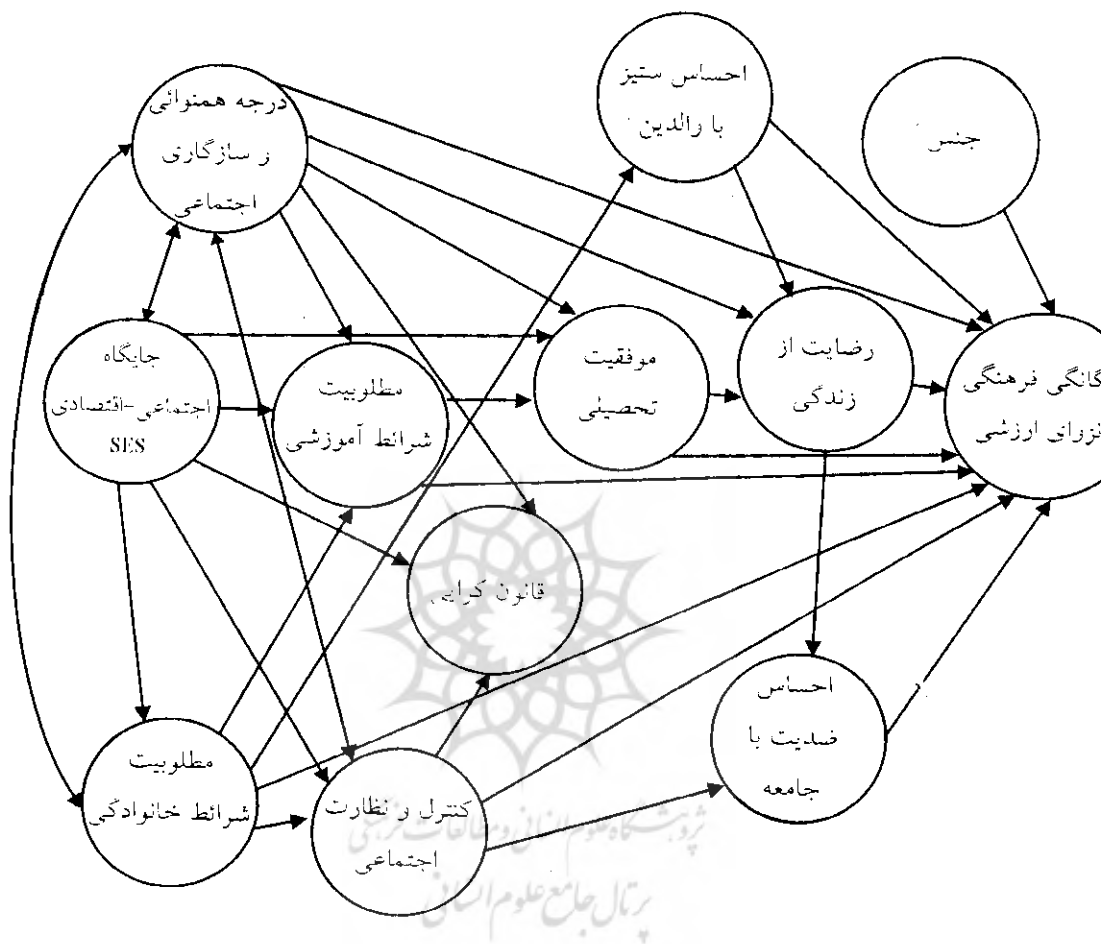 احساس ستیز
با والدین
جنس
درجه همنوائی
و سازگاری
اجتماعی
جایگاه
اجتماعی-اقتصادی
SES
مطلوبیت
شرائط آموزشی
موفقیت
تحصیلی
رضایت از
زندگی
گانگی فرهنگی
نزوای ارزشی
قانون گرایی
احساس
ضدیت با
جامعه
مطلوبیت
شرائط خانوادگی
کنترل و نظارت
اجتماعی
پژوهشگاه علوم انسانی و مطالعات فرهنگی
پرتال جامع علوم انسانی